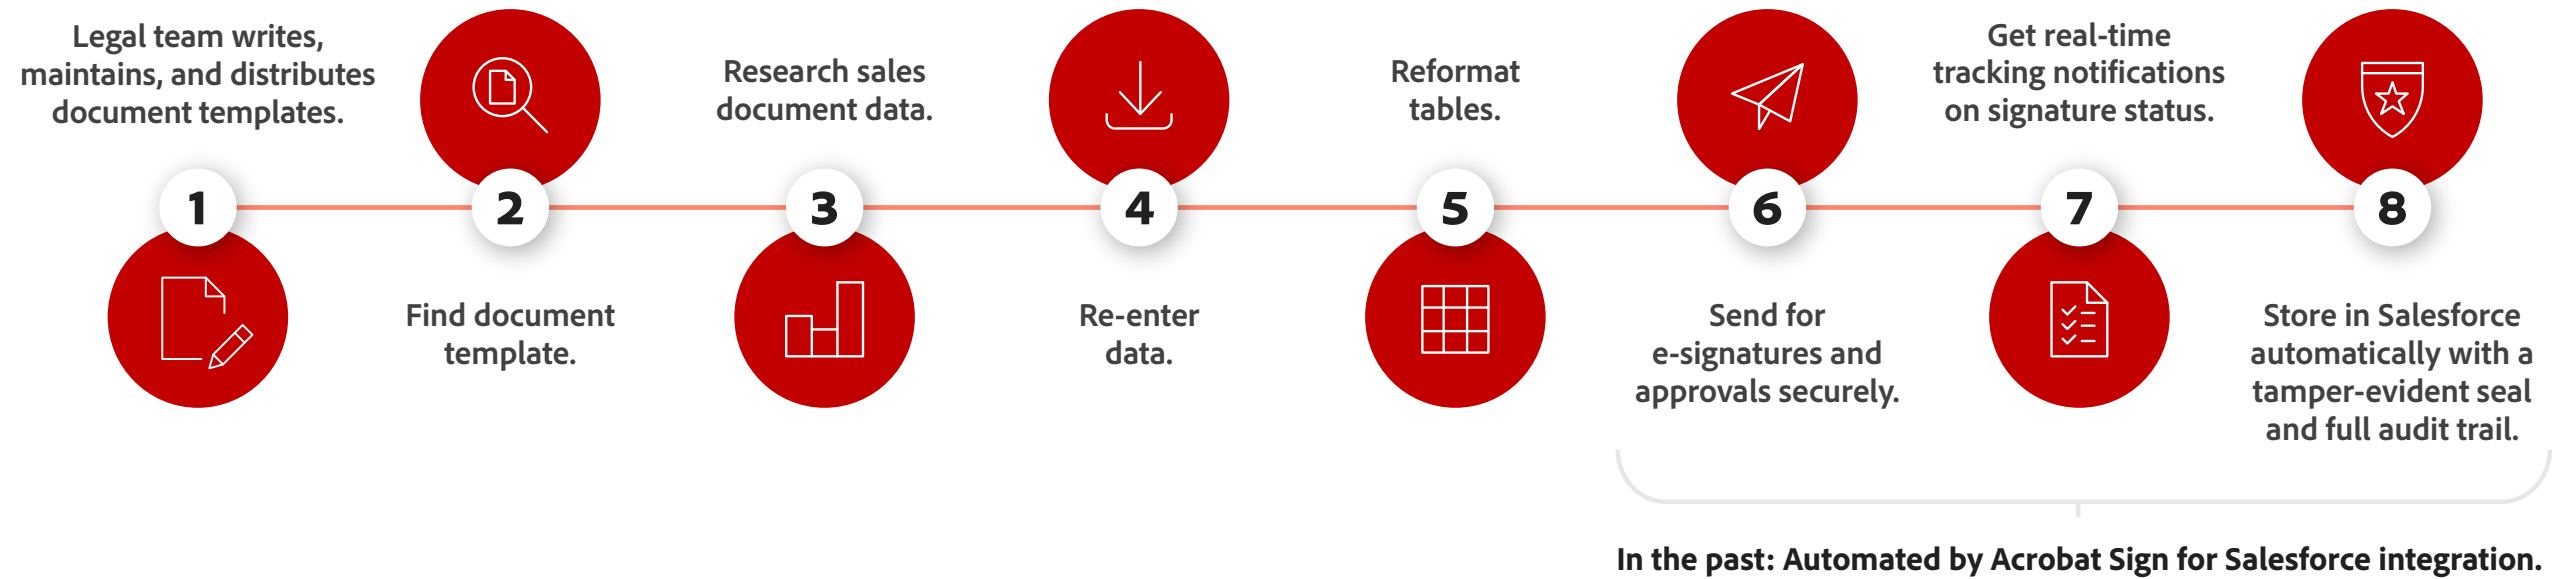 Legal team writes,
maintains, and distributes
document templates.
1
2
Find document
template.
Research sales
document data.
3
4
Re-enter
data.
Reformat
tables.
5
6
Send for
e-signatures and
approvals securely.
Get real-time
tracking notifications
on signature status.
7
8
Store in Salesforce
automatically with a
tamper-evident seal
and full audit trail.
In the past: Automated by Acrobat Sign for Salesforce integration.